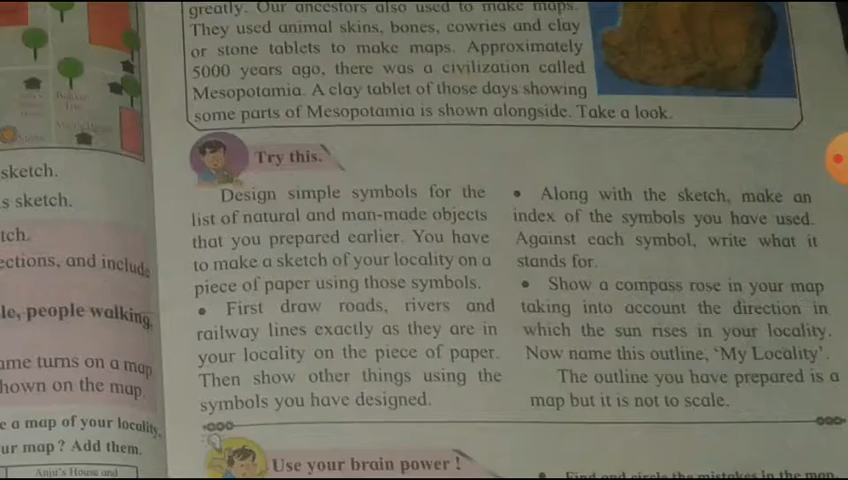 sketch.
s sketch.
tch.
ections, and include
le, people walking,
ame turns on a map
hown on the map.
e a map of your locality.
ur map? Add them.
Anju's House and
greatly. Our ancestors also used to make maps.
They used animal skins, bones, cowries and clay
or stone tablets to make maps. Approximately
5000 years ago, there was a civilization called
Mesopotamia. A clay tablet of those days showing
some parts of Mesopotamia is shown alongside. Take a look.
Try this.
Design simple symbols for the
list of natural and man-made objects
that you prepared earlier. You have
to make a sketch of your locality on a
piece of paper using those symbols.
• First draw roads, rivers and
railway lines exactly as they are in
your locality on the piece of paper.
Then show other things using the
symbols you have designed.
• Along with the sketch, make an
index of the symbols you have used.
Against each symbol, write what it
stands for.
• Show a compass rose in your map
taking into account the direction in
which the sun rises in your locality.
Now name this outline, 'My Locality'.
The outline you have prepared is a
map but it is not to scale.
Use your brain power !
• Find and circle the mistakes in the map.